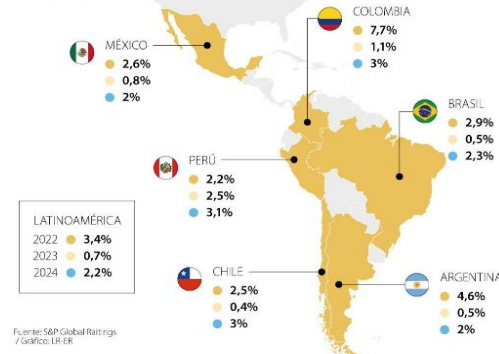 COLOMBIA
7,7%
1,1%
3%
MÉXICO
2,6%
0,8%
2%
BRASIL
2,9%
0,5%
2,3%
PERÚ
2,2%
2,5%
3,1%
LATINOAMÉRICA
2022 3,4%
2023 0,7%
2024 2,2%
CHILE
2,5%
0,4%
3%
ARGENTINA
4,6%
0,5%
2%
Fuente: S&P Global Raitings
/ Gráfico: LR-ER